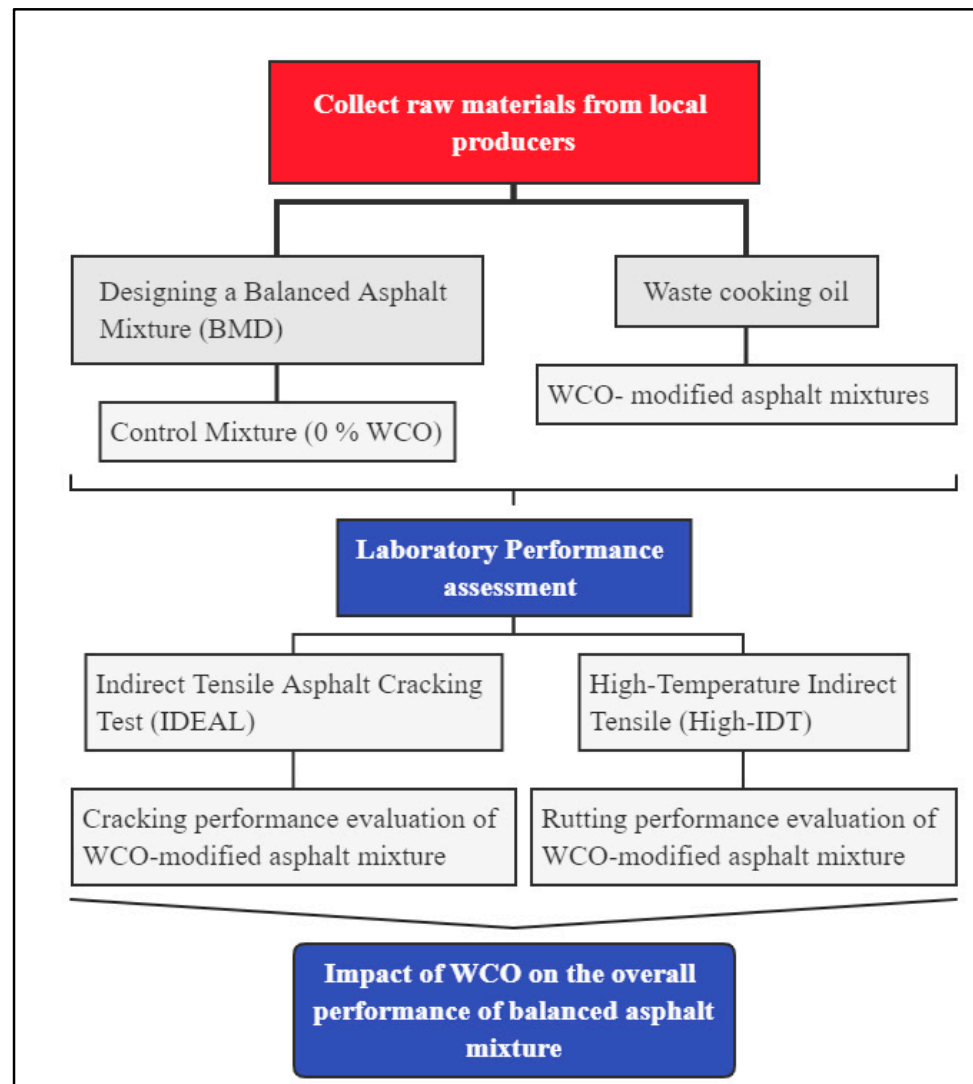 Collect raw materials from local
producers
Designing a Balanced Asphalt
Mixture (BMD)
Waste cooking oil
Control Mixture (0 % WCO)
WCO- modified asphalt mixtures
Laboratory Performance
assessment
Indirect Tensile Asphalt Cracking
Test (IDEAL)
High-Temperature Indirect
Tensile (High-IDT)
Cracking performance evaluation of
WCO-modified asphalt mixture
Rutting performance evaluation of
WCO-modified asphalt mixture
Impact of WCO on the overall
performance of balanced asphalt
mixture